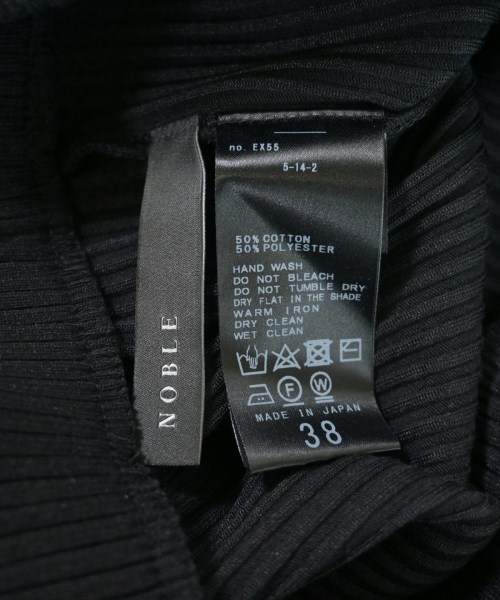 NOBLE
no. EX55
5-14-2
50% COTTON
50% POLYESTER
HAND WASH
DO NOT BLEACH
DO NOT TUMBLE DRY
DRY FLAT IN THE SHADE
WARM IRON
DRY CLEAN
WET CLEAN
F W
MADE IN JAPAN
38